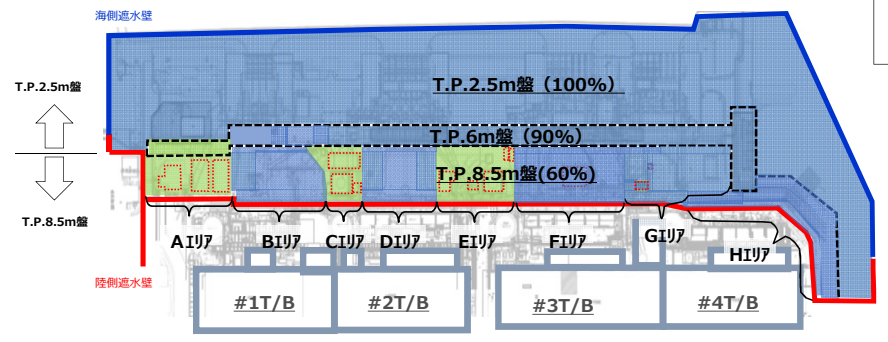 海側遮水壁
T.P.2.5m盤
T.P.2.5m盤（100%）
T.P.6m盤（90%）
T.P.8.5m盤(60%)
T.P.8.5m盤
Aエリア
Bエリア
Cエリア
Dエリア
Eエリア
Fエリア
Gエリア
Hエリア
陸側遮水壁
#1T/B
#2T/B
#3T/B
#4T/B